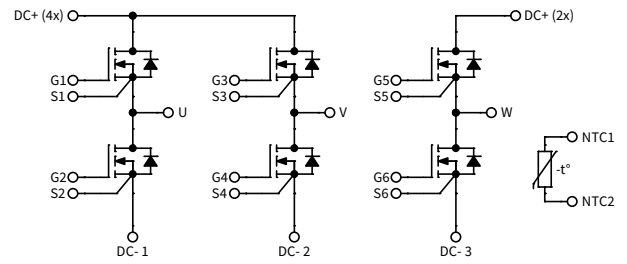 DC+ (4x)
DC+ (2x)
G1
S1
G3
S3
G5
S5
U
V
W
G2
S2
G4
S4
G6
S6
NTC1
-t°
NTC2
DC- 1
DC- 2
DC- 3